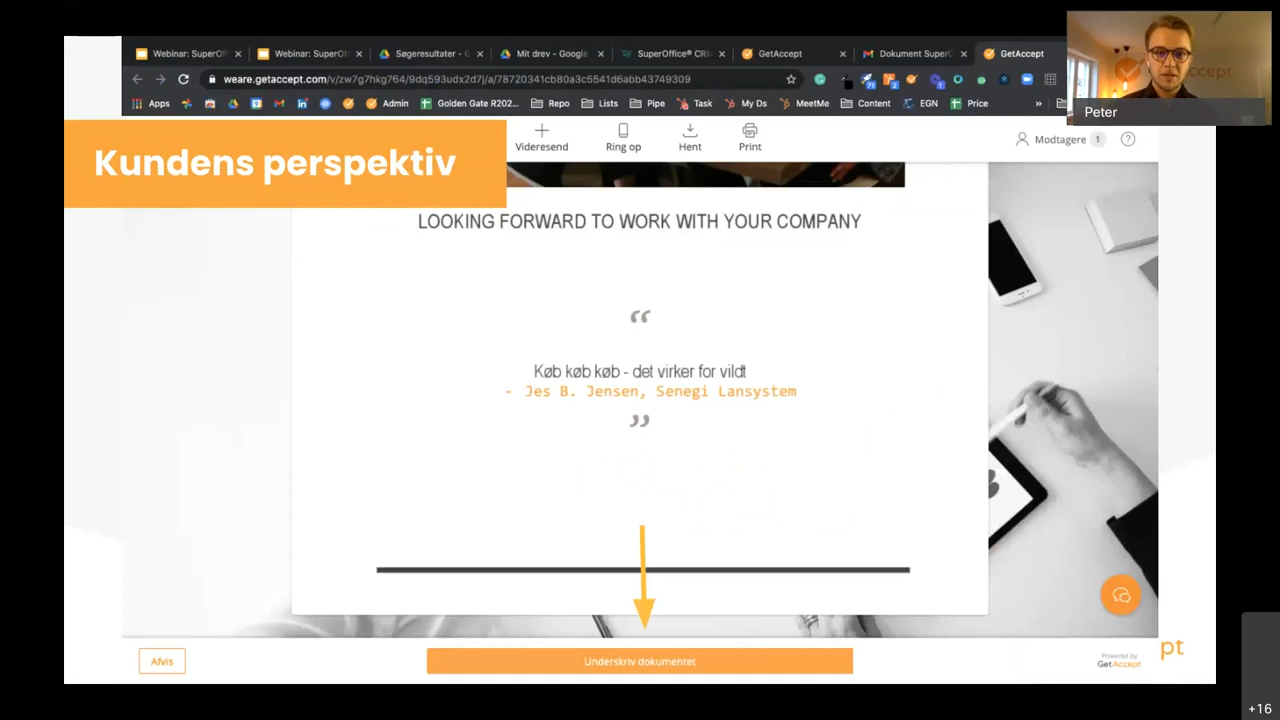 Webinar: SuperOf
Webinar: SuperOf
Søgeresultater - G
Mit drev - Google
SuperOffice® CRM
GetAccept
Dokument SuperO
GetAccept
weare.getaccept.com/v/zw7g7hkg764/9dq593udx2d7j/a/78720341cb80a3c5541d6abb43749309
Apps
Admin
Golden Gate R202...
Repo
Lists
Pipe
Task
My Ds
MeetMe
Content
EGN
Price
»
Accept
Peter
Kundens perspektiv
Videresend
Ring op
Hent
Print
Modtagere 1
LOOKING FORWARD TO WORK WITH YOUR COMPANY
“
Køb køb køb - det virker for vildt
- Jes B. Jensen, Senegi Lansystem
”
Afvis
Underskriv dokumentet
Powered by
GetAccept
pt
+16